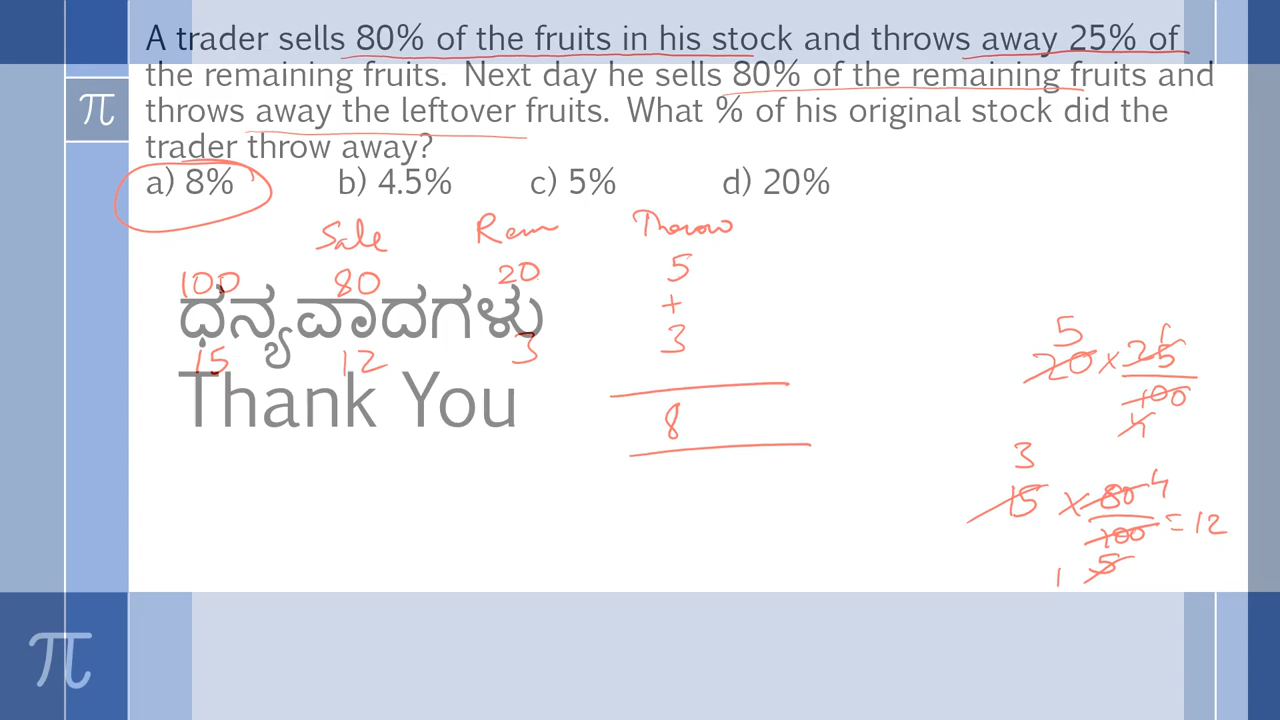 A trader sells 80% of the fruits in his stock and throws away 25% of
π
the remaining fruits. Next day he sells 80% of the remaining fruits and
throws away the leftover fruits. What % of his original stock did the
trader throw away?
a) 8% b) 4.5% c) 5% d) 20%
Sale Rem Throw
100 80 20 5
+
ಧನ್ಯವಾದಗಳು
15 12 3 3
Thank You
8
5 1
20 × 25
100
4
3
15 × 80 4
100 = 12
1 5
π